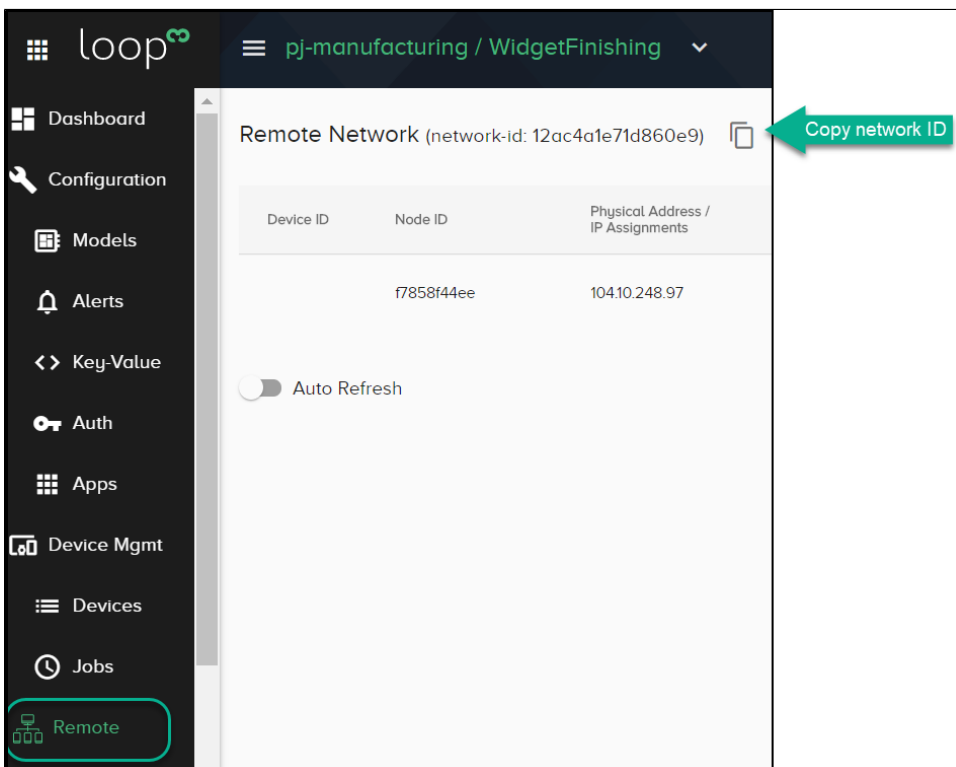 loop
pj-manufacturing / WidgetFinishing
Dashboard
Configuration
Models
Alerts
Key-Value
Auth
Apps
Device Mgmt
Devices
Jobs
Remote
Remote Network (network-id: 12ac4a1e71d860e9)
Copy network ID
Device ID
Node ID
Physical Address /
IP Assignments
f7858f44ee
104.10.248.97
Auto Refresh